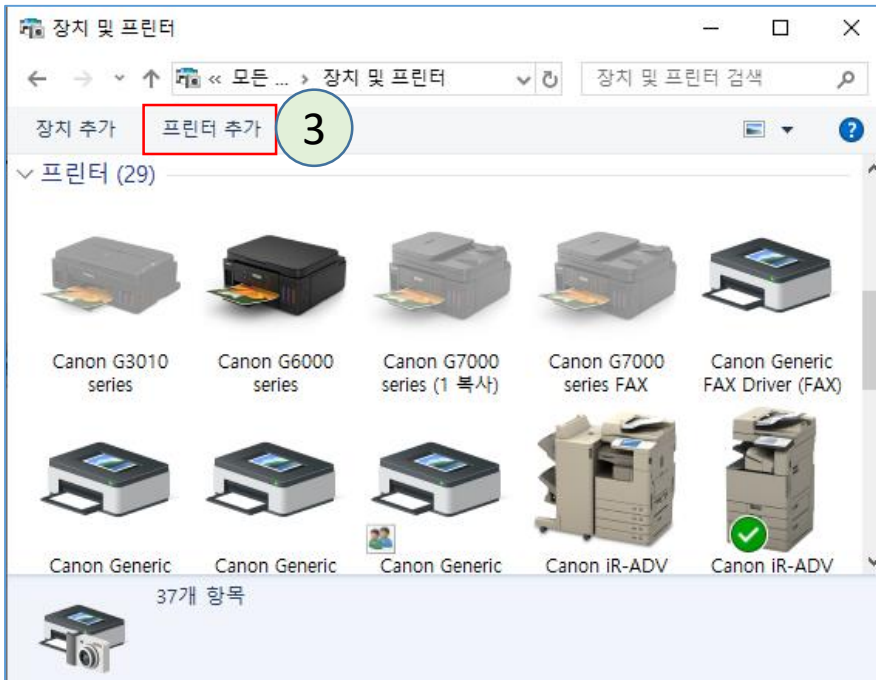 장치 및 프린터
« 모든 ... › 장치 및 프린터
장치 및 프린터 검색
장치 추가
프린터 추가
3
?
프린터 (29)
Canon G3010
series
Canon G6000
series
Canon G7000
series (1 복사)
Canon G7000
series FAX
Canon Generic
FAX Driver (FAX)
Canon Generic
Canon Generic
Canon Generic
Canon iR-ADV
Canon iR-ADV
37개 항목